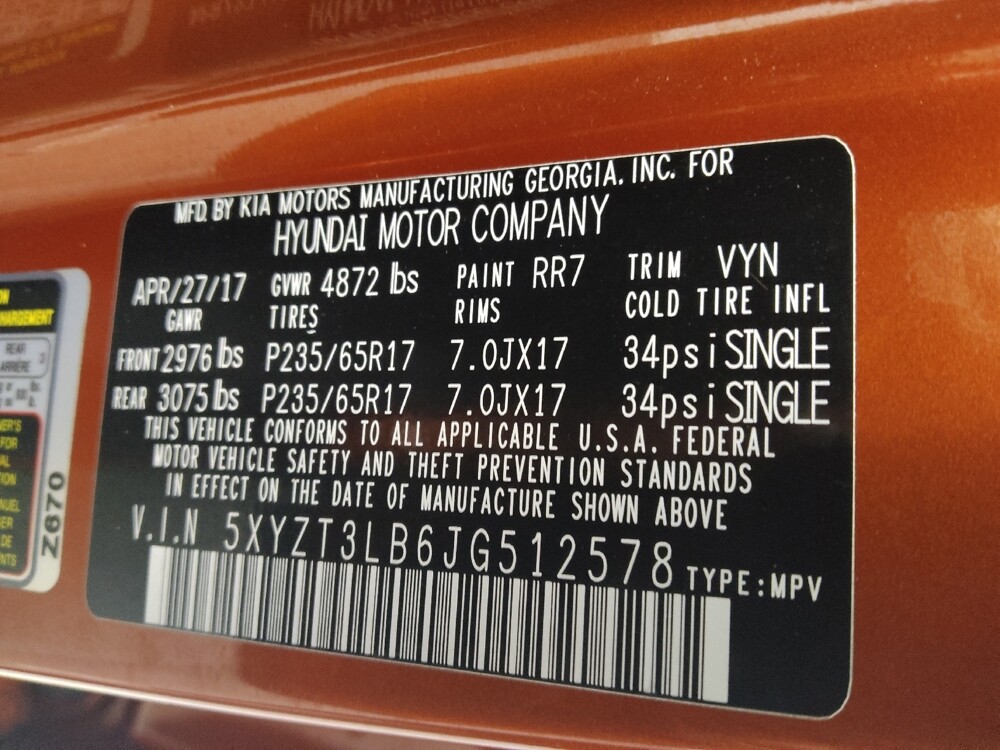 MFD. BY KIA MOTORS MANUFACTURING GEORGIA, INC. FOR
HYUNDAI MOTOR COMPANY
APR/27/17 GVWR 4872 lbs PAINT RR7 TRIM VYN
GAWR TIRES RIMS COLD TIRE INFL
FRONT 2976 lbs P235/65R17 7.0JX17 34psi SINGLE
REAR 3075 lbs P235/65R17 7.0JX17 34psi SINGLE
THIS VEHICLE CONFORMS TO ALL APPLICABLE U.S.A. FEDERAL
MOTOR VEHICLE SAFETY AND THEFT PREVENTION STANDARDS
IN EFFECT ON THE DATE OF MANUFACTURE SHOWN ABOVE
V.I.N 5XYZT3LB6JG512578 TYPE:MPV
REAR
3
FOR
Z670